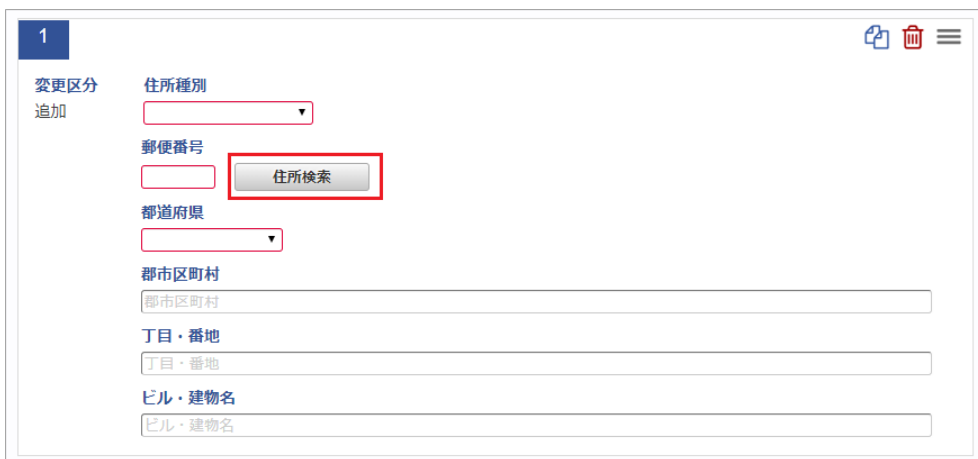 1
変更区分 住所種別
追加
郵便番号
住所検索
都道府県
郡市区町村
郡市区町村
丁目・番地
丁目・番地
ビル・建物名
ビル・建物名